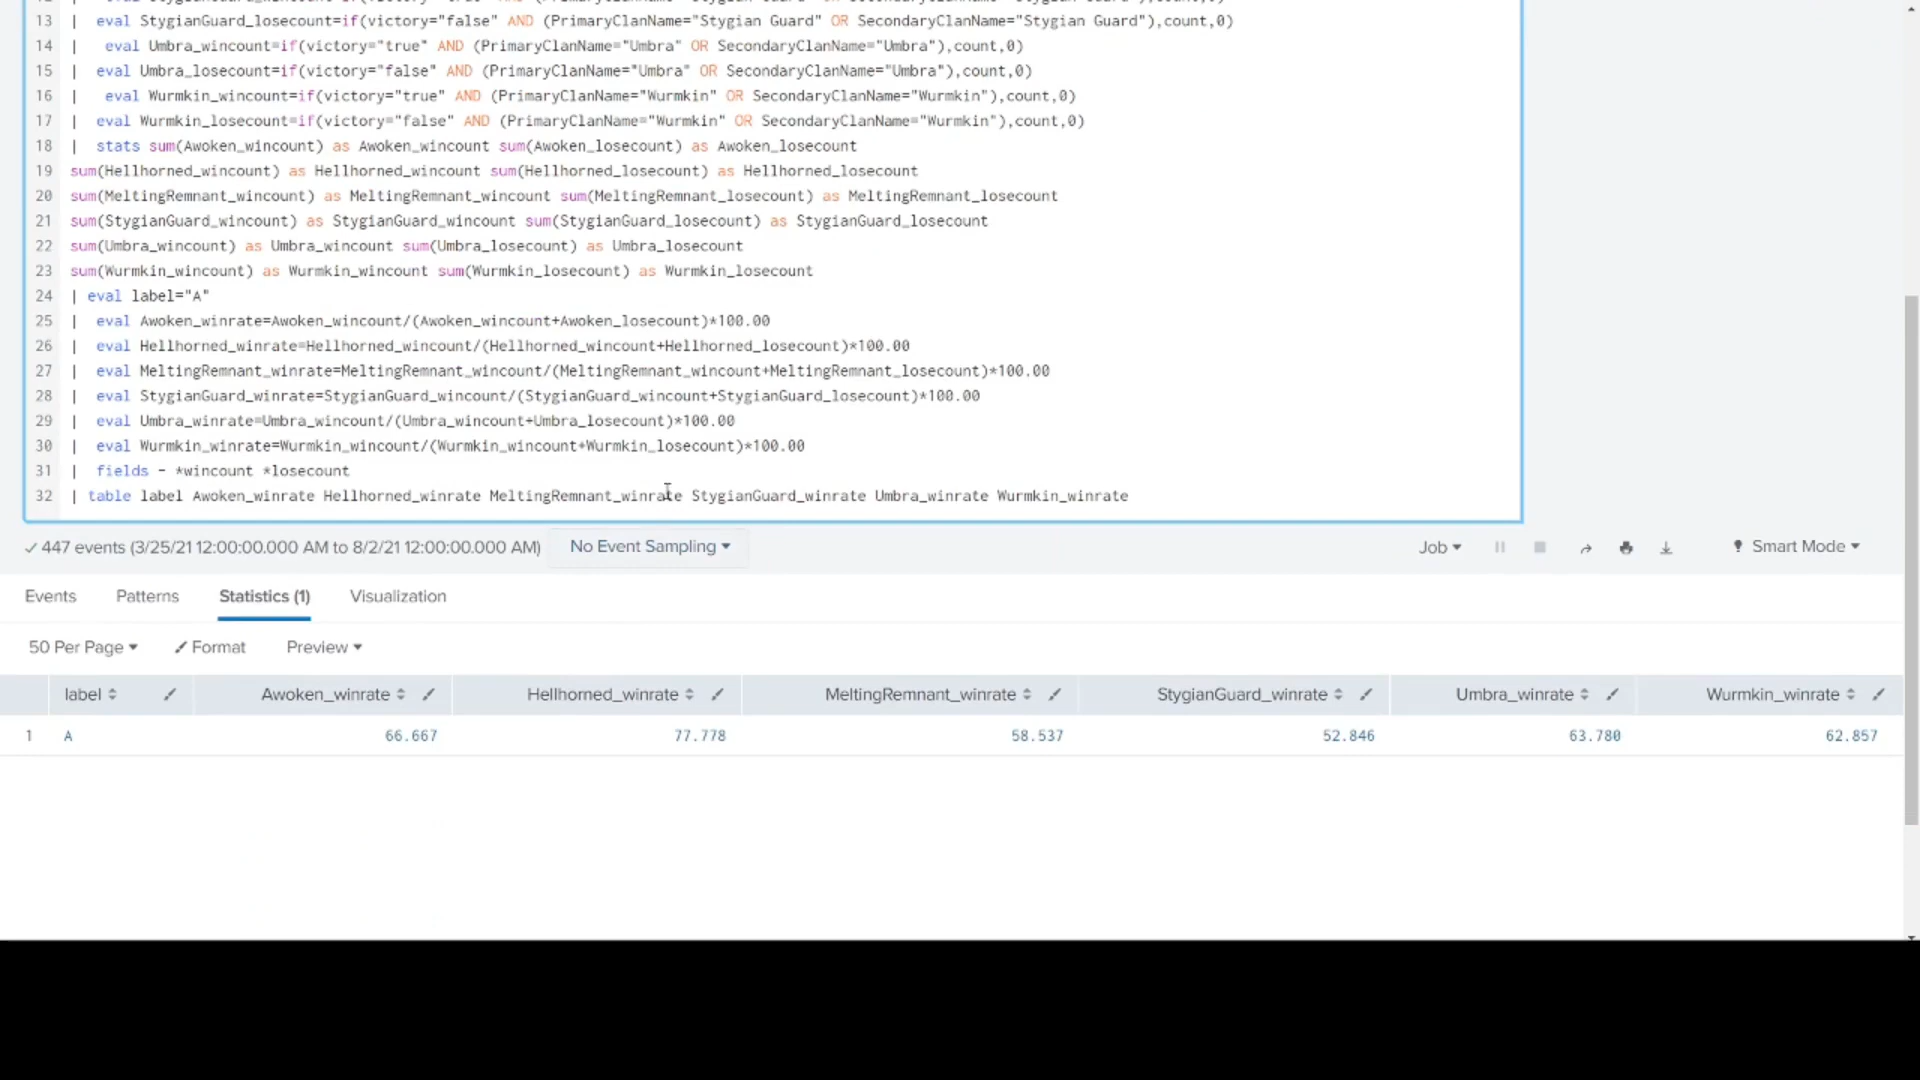 13 | eval StygianGuard_losecount=if(victory="false" AND (PrimaryClanName="Stygian Guard" OR SecondaryClanName="Stygian Guard"),count,0)
14 | eval Umbra_wincount=if(victory="true" AND (PrimaryClanName="Umbra" OR SecondaryClanName="Umbra"),count,0)
15 | eval Umbra_losecount=if(victory="false" AND (PrimaryClanName="Umbra" OR SecondaryClanName="Umbra"),count,0)
16 | eval Wurmkin_wincount=if(victory="true" AND (PrimaryClanName="Wurmkin" OR SecondaryClanName="Wurmkin"),count,0)
17 | eval Wurmkin_losecount=if(victory="false" AND (PrimaryClanName="Wurmkin" OR SecondaryClanName="Wurmkin"),count,0)
18 | stats sum(Awoken_wincount) as Awoken_wincount sum(Awoken_losecount) as Awoken_losecount
19 sum(Hellhorned_wincount) as Hellhorned_wincount sum(Hellhorned_losecount) as Hellhorned_losecount
20 sum(MeltingRemnant_wincount) as MeltingRemnant_wincount sum(MeltingRemnant_losecount) as MeltingRemnant_losecount
21 sum(StygianGuard_wincount) as StygianGuard_wincount sum(StygianGuard_losecount) as StygianGuard_losecount
22 sum(Umbra_wincount) as Umbra_wincount sum(Umbra_losecount) as Umbra_losecount
23 sum(Wurmkin_wincount) as Wurmkin_wincount sum(Wurmkin_losecount) as Wurmkin_losecount
24 | eval label="A"
25 | eval Awoken_winrate=Awoken_wincount/(Awoken_wincount+Awoken_losecount)*100.00
26 | eval Hellhorned_winrate=Hellhorned_wincount/(Hellhorned_wincount+Hellhorned_losecount)*100.00
27 | eval MeltingRemnant_winrate=MeltingRemnant_wincount/(MeltingRemnant_wincount+MeltingRemnant_losecount)*100.00
28 | eval StygianGuard_winrate=StygianGuard_wincount/(StygianGuard_wincount+StygianGuard_losecount)*100.00
29 | eval Umbra_winrate=Umbra_wincount/(Umbra_wincount+Umbra_losecount)*100.00
30 | eval Wurmkin_winrate=Wurmkin_wincount/(Wurmkin_wincount+Wurmkin_losecount)*100.00
31 | fields - *wincount *losecount
32 | table label Awoken_winrate Hellhorned_winrate MeltingRemnant_winrate StygianGuard_winrate Umbra_winrate Wurmkin_winrate
447 events (3/25/21 12:00:00.000 AM to 8/2/21 12:00:00.000 AM) No Event Sampling Job Smart Mode
Events Patterns Statistics (1) Visualization
50 Per Page Format Preview
label Awoken_winrate Hellhorned_winrate MeltingRemnant_winrate StygianGuard_winrate Umbra_winrate Wurmkin_winrate
1 A 66.667 77.778 58.537 52.846 63.780 62.857